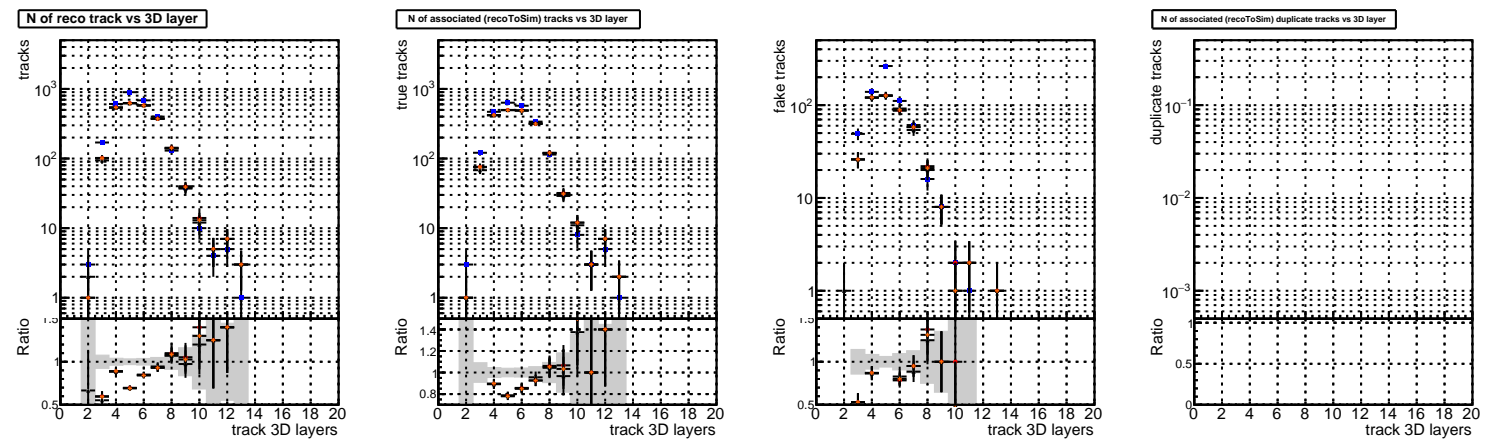 N of reco track vs 3D layer
tracks
10³
10²
10
1
1.5
Ratio
1
0.5
0 2 4 6 8 10 12 14 16 18 20
track 3D layers
N of associated (recoToSim) tracks vs 3D layer
true tracks
10³
10²
10
1
Ratio
1.4
1.2
1.0
0.8
0 2 4 6 8 10 12 14 16 18 20
track 3D layers
fake tracks
10²
10
1
1.5
Ratio
1
0.5
0 2 4 6 8 10 12 14 16 18 20
track 3D layers
N of associated (recoToSim) duplicate tracks vs 3D layer
duplicate tracks
10⁻¹
10⁻²
10⁻³
Ratio
1
0.5
0
0 2 4 6 8 10 12 14 16 18 20
track 3D layers